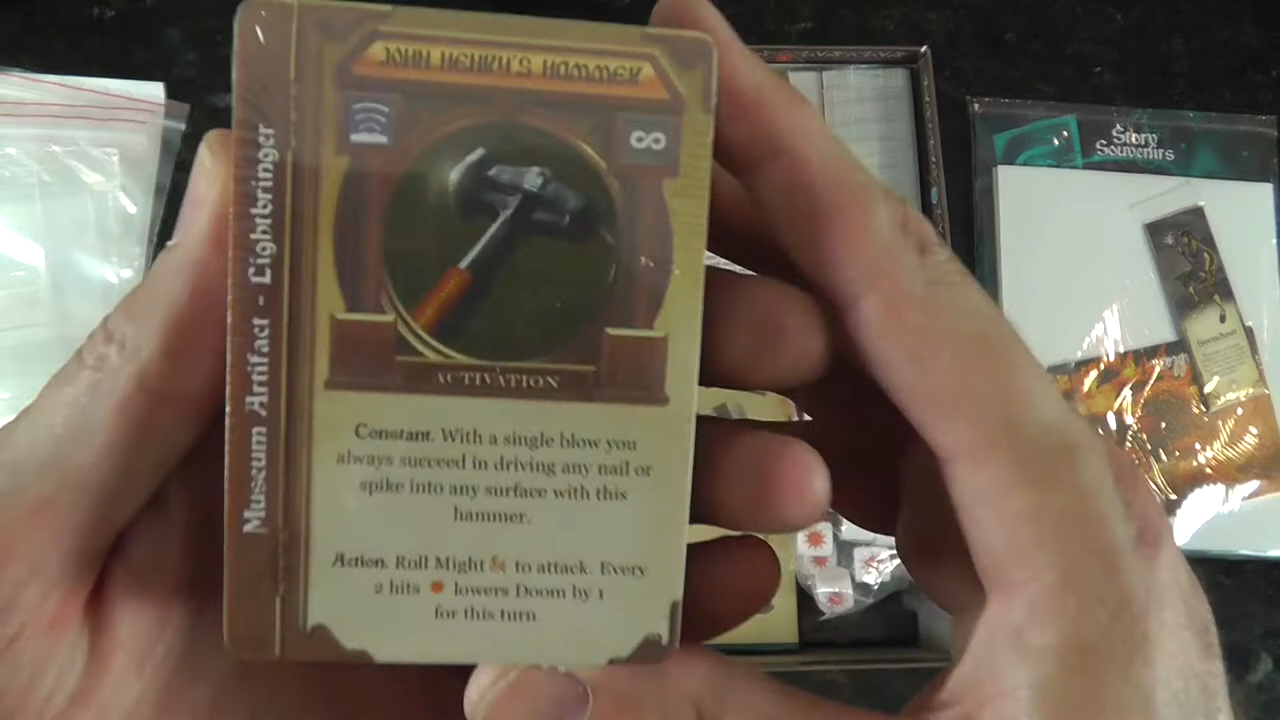 JOHN HENRY'S HAMMER
Museum Artifact - Lightbringer
∞
ACTIVATION
Constant. With a single blow you
always succeed in driving any nail or
spike into any surface with this
hammer.
Action. Roll Might to attack. Every
2 hits lowers Doom by 1
for this turn.
Story
Souvenirs